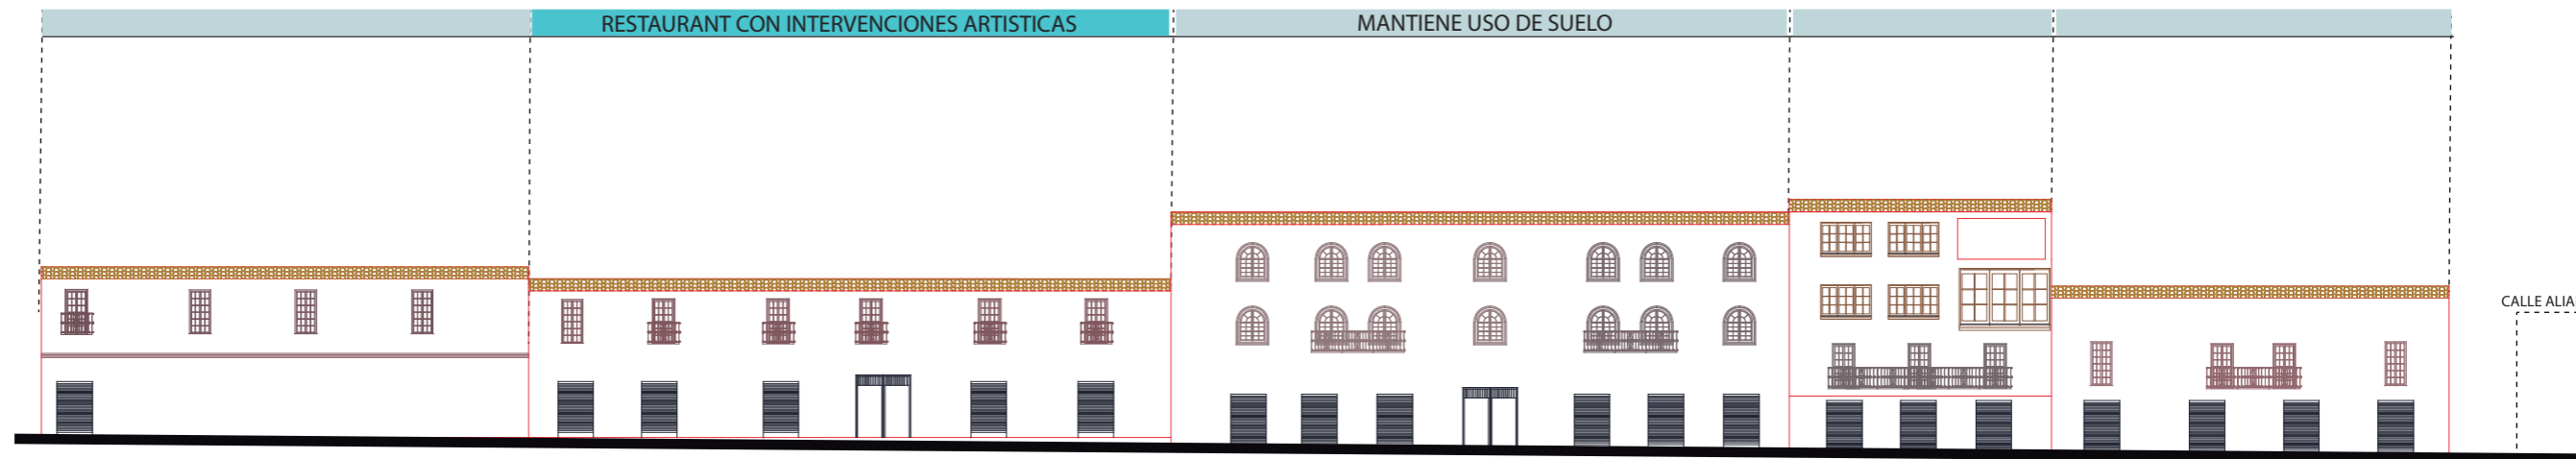 RESTAURANT CON INTERVENCIONES ARTISTICAS
MANTIENE USO DE SUELO
CALLE ALIA